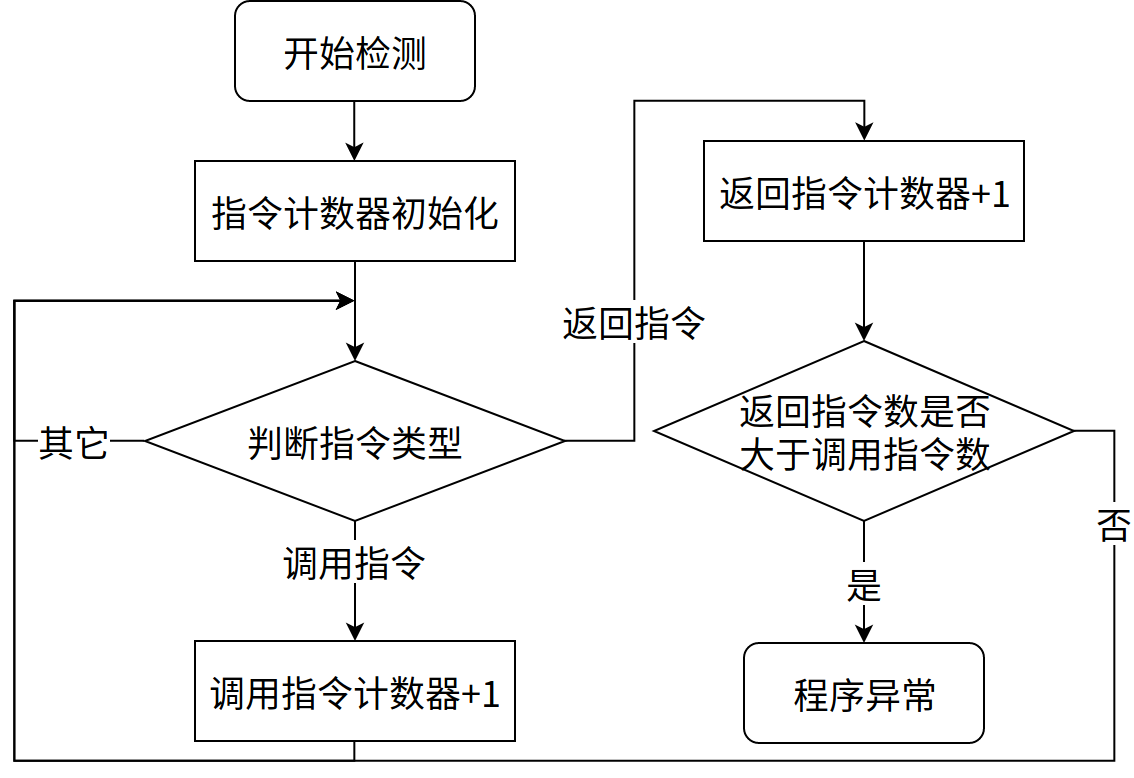 开始检测
指令计数器初始化
其它
判断指令类型
调用指令
调用指令计数器+1
返回指令
返回指令计数器+1
返回指令数是否
大于调用指令数
否
是
程序异常